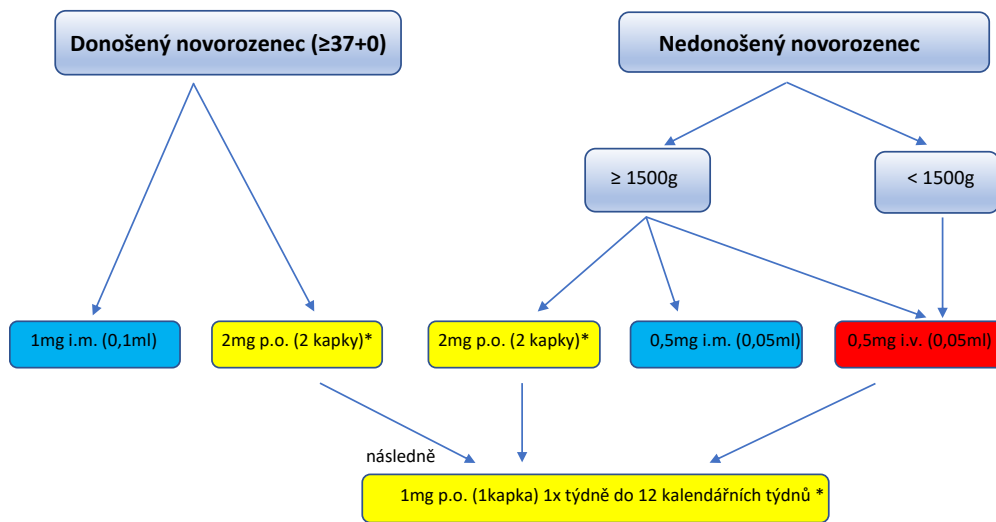 Donošený novorozenec (≥37+0)
Nedonošený novorozenec
≥ 1500g
< 1500g
1mg i.m. (0,1ml)
2mg p.o. (2 kapky)*
2mg p.o. (2 kapky)*
0,5mg i.m. (0,05ml)
0,5mg i.v. (0,05ml)
následně
1mg p.o. (1kapka) 1x týdně do 12 kalendářních týdnů *